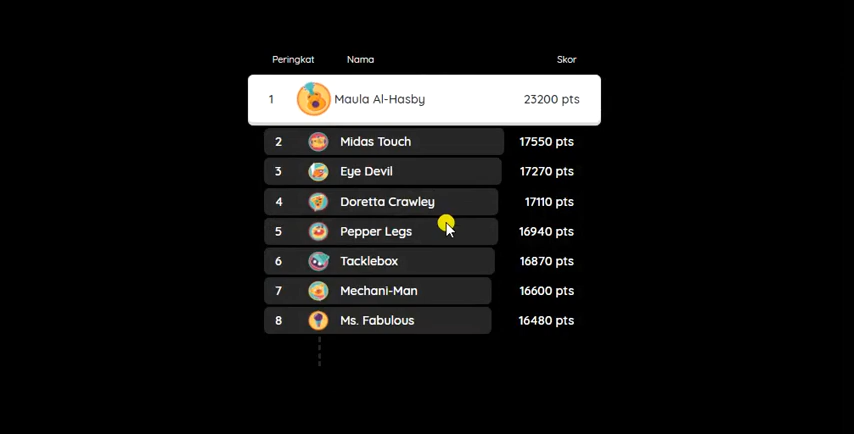 Peringkat Nama Skor
1 Maula Al-Hasby 23200 pts
2 Midas Touch 17550 pts
3 Eye Devil 17270 pts
4 Doretta Crawley 17110 pts
5 Pepper Legs 16940 pts
6 Tacklebox 16870 pts
7 Mechani-Man 16600 pts
8 Ms. Fabulous 16480 pts